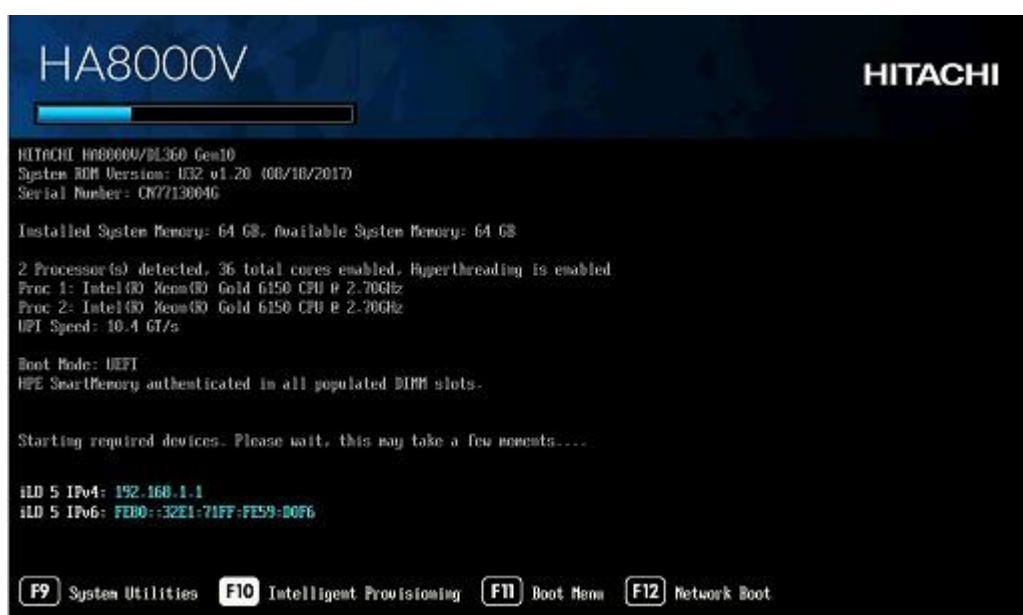 HA8000V
HITACHI
HITACHI HA8000V/DL360 Gen10
System ROM Version: U32 v1.20 (08/18/2017)
Serial Number: CN7713004G
Installed System Memory: 64 GB, Available System Memory: 64 GB
2 Processor(s) detected, 36 total cores enabled, Hyperthreading is enabled
Proc 1: Intel(R) Xeon(R) Gold 6150 CPU @ 2.70GHz
Proc 2: Intel(R) Xeon(R) Gold 6150 CPU @ 2.70GHz
UPI Speed: 10.4 GT/s
Boot Mode: UEFI
HPE SmartMemory authenticated in all populated DIMM slots.
Starting required devices. Please wait, this may take a few moments....
iLO 5 IPv4: 192.168.1.1
iLO 5 IPv6: FE80::32E1:71FF:FE59:D0F6
F9 System Utilities F10 Intelligent Provisioning F11 Boot Menu F12 Network Boot